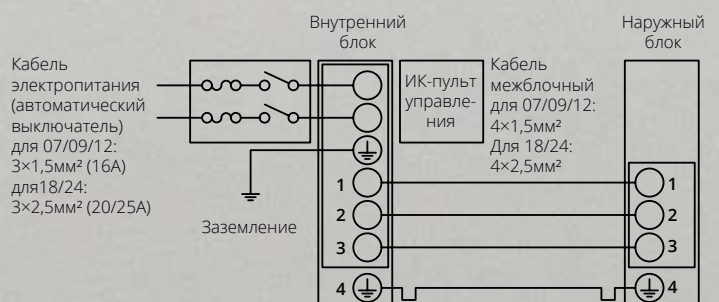 Внутренний
блок
Наружный
блок
Кабель
электропитания
(автоматический
выключатель)
для 07/09/12:
3×1,5мм² (16А)
для18/24:
3×2,5мм² (20/25А)
ИК-пульт
управле-
ния
Кабель
межблочный
для 07/09/12:
4×1,5мм²
Для 18/24:
4×2,5мм²
Заземление
1
2
3
4
1
2
3
4